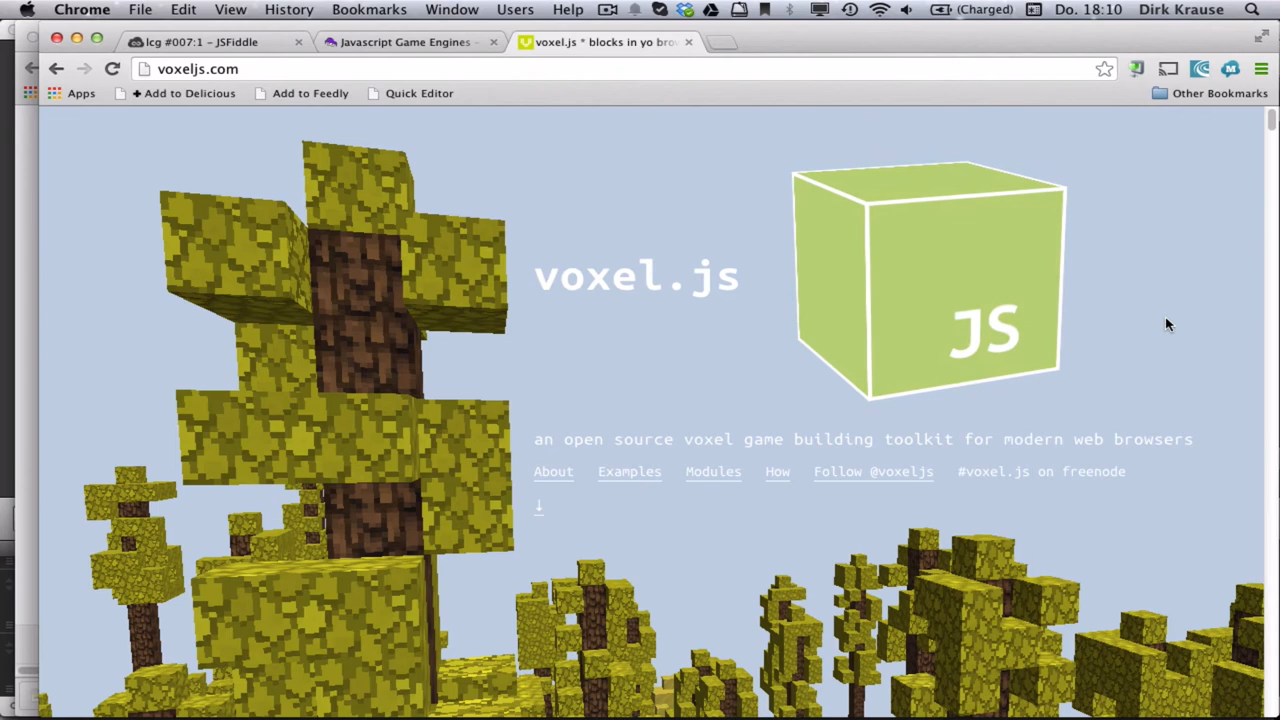 Chrome File Edit View History Bookmarks Window Users Help (Charged) Do. 18:10 Dirk Krause
lcg #007:1 - JSFiddle
Javascript Game Engines -
voxel.js * blocks in yo bro
voxeljs.com
Apps
+ Add to Delicious
Add to Feedly
Quick Editor
Other Bookmarks
voxel.js
JS
an open source voxel game building toolkit for modern web browsers
About Examples Modules How Follow @voxeljs #voxel.js on freenode
↓